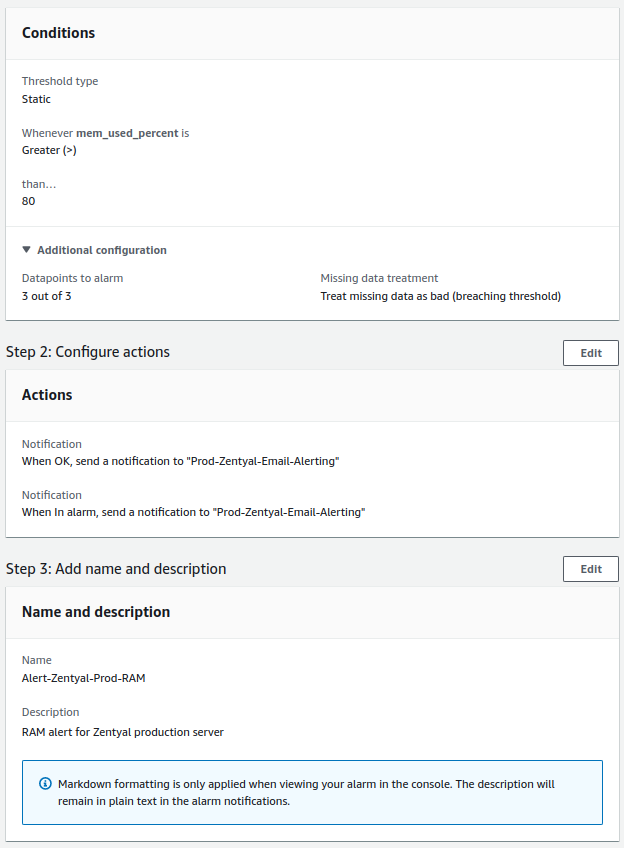 Conditions
Threshold type
Static
Whenever mem_used_percent is
Greater (>)
than...
80
Additional configuration
Datapoints to alarm
3 out of 3
Missing data treatment
Treat missing data as bad (breaching threshold)
Step 2: Configure actions
Edit
Actions
Notification
When OK, send a notification to "Prod-Zentyal-Email-Alerting"
Notification
When In alarm, send a notification to "Prod-Zentyal-Email-Alerting"
Step 3: Add name and description
Edit
Name and description
Name
Alert-Zentyal-Prod-RAM
Description
RAM alert for Zentyal production server
Markdown formatting is only applied when viewing your alarm in the console. The description will
remain in plain text in the alarm notifications.